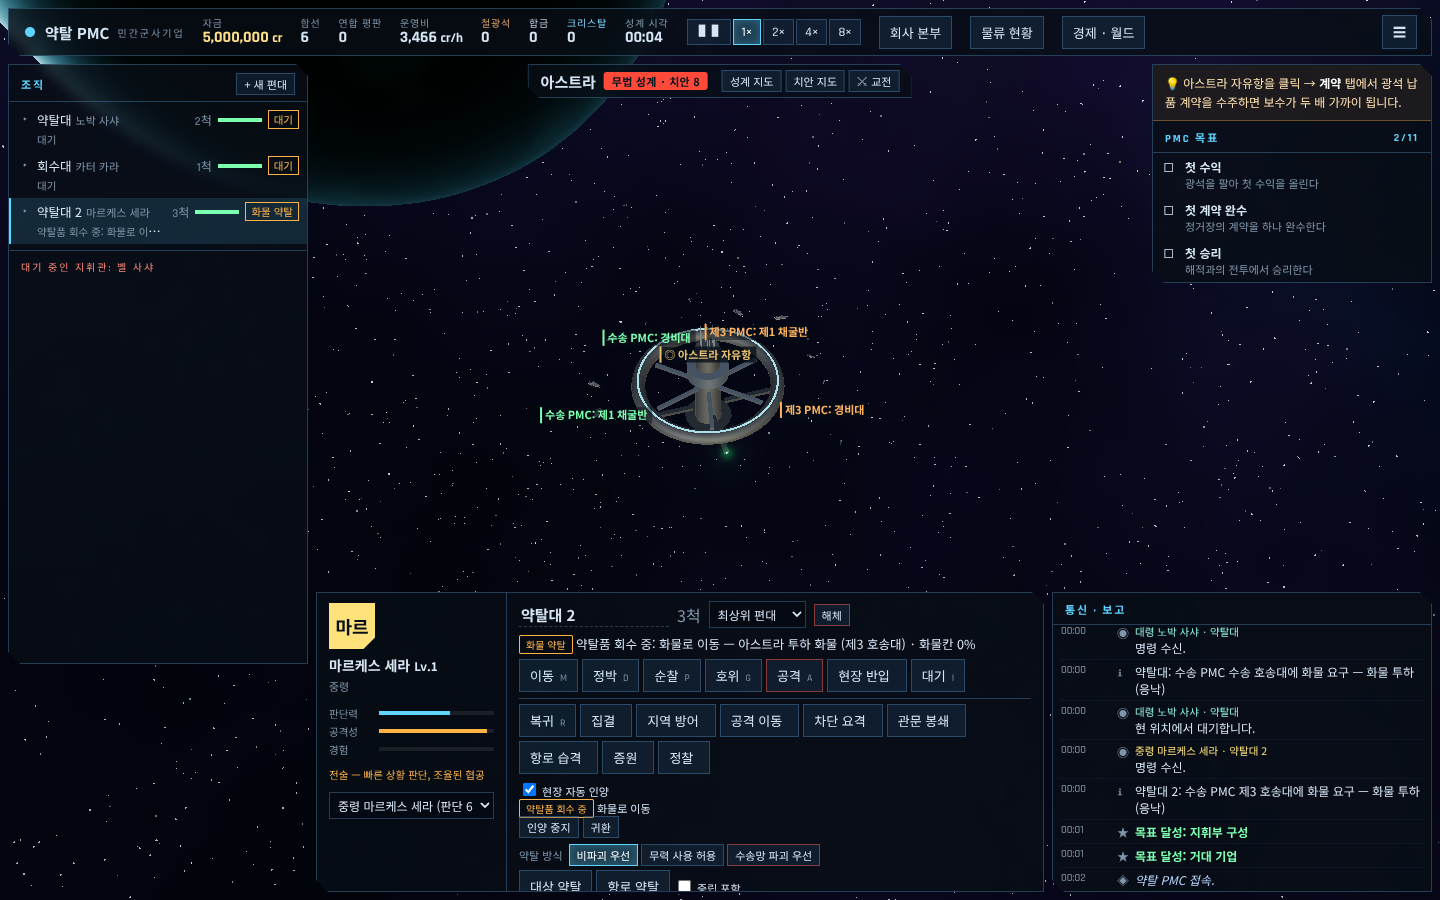 약탈 PMC 민간군사기업
자금 5,000,000 cr
함선 6
연합 평판 0
운영비 3,466 cr/h
철광석 0
합금 0
크리스탈 0
성계 시각 00:04
1× 2× 4× 8×
회사 본부
물류 현황
경제 · 월드
조직
+ 새 편대
약탈대 노박 사샤 2척 대기
대기
회수대 카터 카라 1척 대기
대기
약탈대 2 마르케스 세라 3척 화물 약탈
약탈품 회수 중: 화물로 이···
대기 중인 지휘관: 벨 사샤
아스트라 무법 성계 · 치안 8 성계 지도 치안 지도 ⚔ 교전
💡 아스트라 자유항을 클릭 → 계약 탭에서 광석 납
품 계약을 수주하면 보수가 두 배 가까이 됩니다.
PMC 목표 2/11
첫 수익
광석을 팔아 첫 수익을 올린다
첫 계약 완수
정거장의 계약을 하나 완수한다
첫 승리
해적과의 전투에서 승리한다
수송 PMC: 경비대
제3 PMC: 제1 채굴반
◎ 아스트라 자유항
수송 PMC: 제1 채굴반
제3 PMC: 경비대
마르
마르케스 세라 Lv.1
중령
판단력
공격성
경험
전술 — 빠른 상황 판단, 조율된 협공
중령 마르케스 세라 (판단 6
약탈대 2 3척 최상위 편대 해체
화물 약탈 약탈품 회수 중: 화물로 이동 — 아스트라 투하 화물 (제3 호송대) · 화물칸 0%
이동 M 정박 D 순찰 P 호위 G 공격 A 현장 반입 대기 I
복귀 R 집결 지역 방어 공격 이동 차단 요격 관문 봉쇄
항로 습격 증원 정찰
현장 자동 인양
약탈품 회수 중 화물로 이동
인양 중지 귀환
약탈 방식 비파괴 우선 무력 사용 허용 수송망 파괴 우선
대상 약탈 항로 약탈 중립 포함
통신 · 보고
00:00 대령 노박 사샤 · 약탈대
명령 수신.
00:00 약탈대: 수송 PMC 수송 호송대에 화물 요구 — 화물 투하
(응낙)
00:00 대령 노박 사샤 · 약탈대
현 위치에서 대기합니다.
00:00 중령 마르케스 세라 · 약탈대 2
명령 수신.
00:00 약탈대 2: 수송 PMC 제3 호송대에 화물 요구 — 화물 투하
(응낙)
00:01 ★ 목표 달성: 지휘부 구성
00:01 ★ 목표 달성: 거대 기업
00:02 ◈ 약탈 PMC 접속.